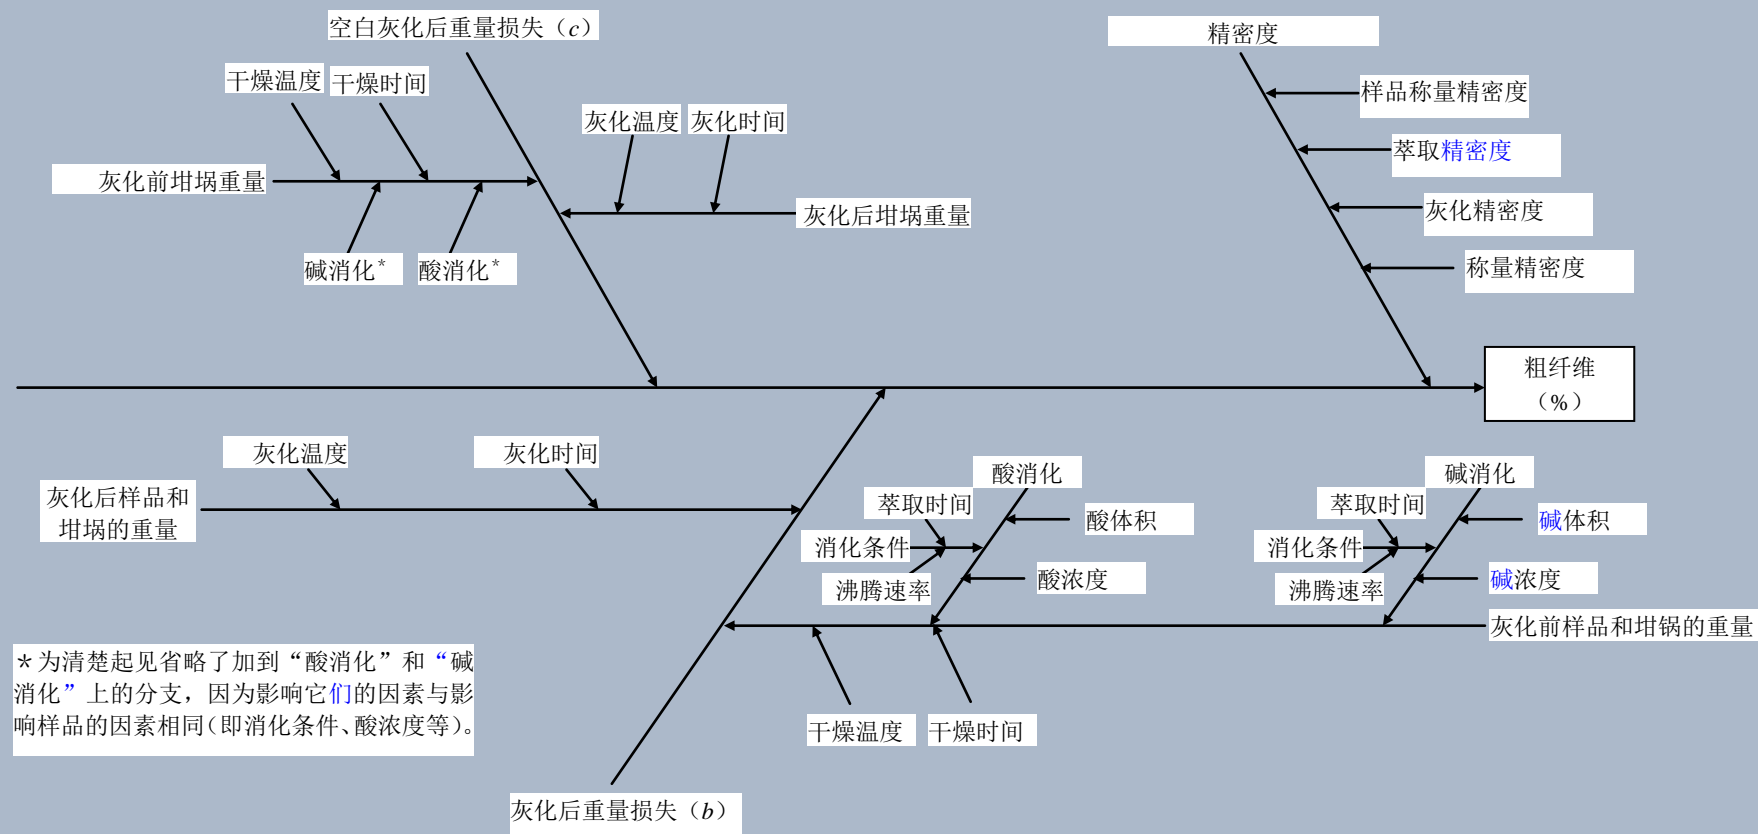 空白灰化后重量损失（c）
精密度
干燥温度
干燥时间
样品称量精密度
灰化温度
灰化时间
萃取精密度
灰化前坩埚重量
灰化后坩埚重量
灰化精密度
碱消化*
酸消化*
称量精密度
粗纤维
（%）
灰化温度
灰化时间
酸消化
碱消化
灰化后样品和
坩埚的重量
萃取时间
酸体积
萃取时间
碱体积
消化条件
消化条件
沸腾速率
酸浓度
沸腾速率
碱浓度
灰化前样品和坩锅的重量
＊为清楚起见省略了加到“酸消化”和“碱
消化”上的分支，因为影响它们的因素与影
响样品的因素相同（即消化条件、酸浓度等）。
干燥温度
干燥时间
灰化后重量损失（b）